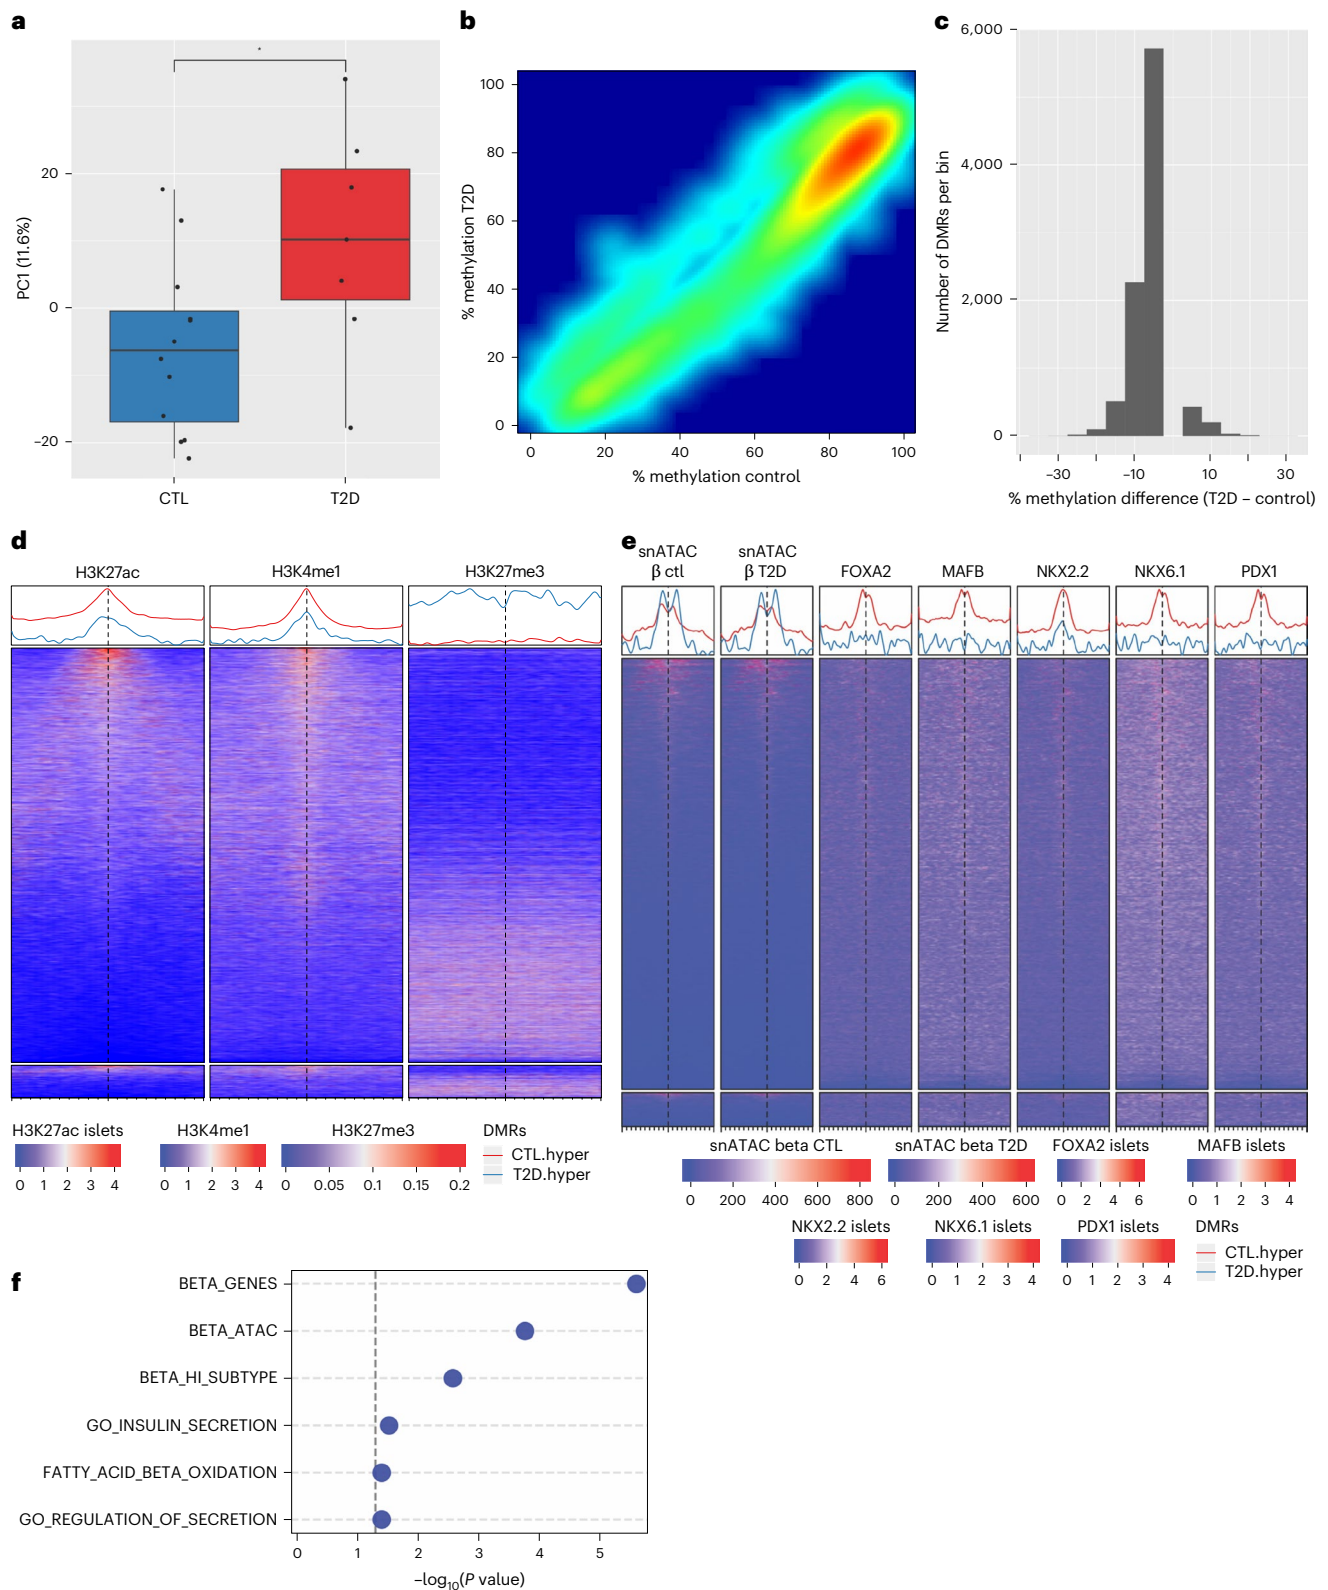 a
*
PC1 (11.6%)
20
0
–20
CTL
T2D
b
% methylation T2D
100
80
60
40
20
0
0 20 40 60 80 100
% methylation control
c
Number of DMRs per bin
6,000
4,000
2,000
0
–30 –10 10 30
% methylation difference (T2D – control)
d
H3K27ac H3K4me1 H3K27me3
H3K27ac islets H3K4me1 H3K27me3 DMRs
CTL.hyper
T2D.hyper
0 1 2 3 4 0 1 2 3 4 0 0.05 0.1 0.15 0.2
e
snATAC snATAC
β ctl β T2D FOXA2 MAFB NKX2.2 NKX6.1 PDX1
snATAC beta CTL snATAC beta T2D FOXA2 islets MAFB islets
0 200 400 600 800 0 200 400 600 0 2 4 6 0 1 2 3 4
NKX2.2 islets NKX6.1 islets PDX1 islets DMRs
CTL.hyper
T2D.hyper
0 2 4 6 0 1 2 3 4 0 1 2 3 4
f
BETA_GENES
BETA_ATAC
BETA_HI_SUBTYPE
GO_INSULIN_SECRETION
FATTY_ACID_BETA_OXIDATION
GO_REGULATION_OF_SECRETION
0 1 2 3 4 5
–log10(P value)